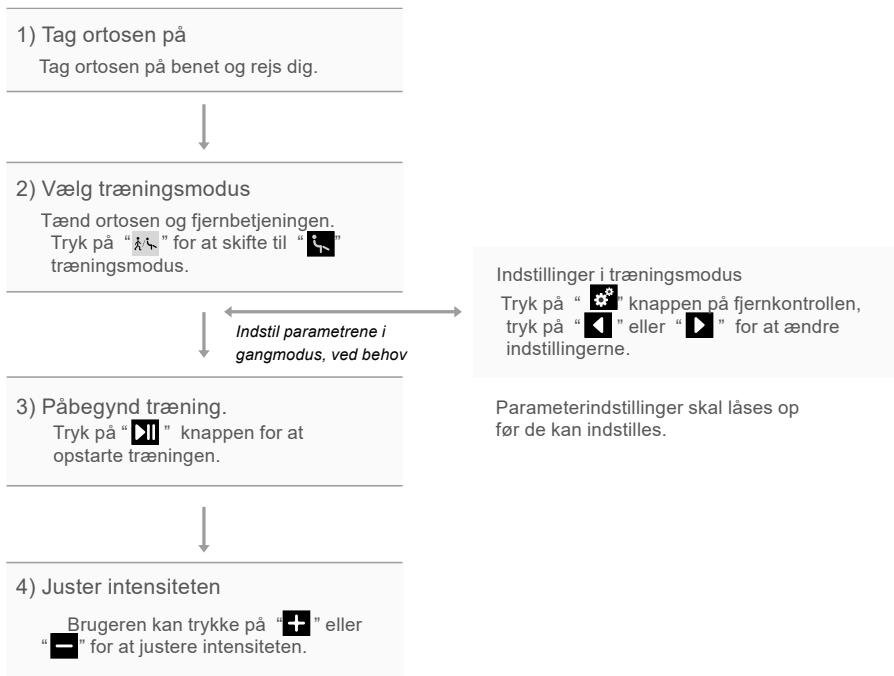 1) Tag ortosen på
Tag ortosen på benet og rejs dig.
2) Vælg træningsmodus
Tænd ortosen og fjernbetjeningen.
Tryk på “ ” for at skifte til “ ”
træningsmodus.
Indstil parametrene i
gangmodus, ved behov
Indstillinger i træningsmodus
Tryk på “ ” knappen på fjernkontrollen,
tryk på “ ” eller “ ” for at ændre
indstillingerne.
Parameterindstillinger skal låses op
før de kan indstilles.
3) Påbegynd træning.
Tryk på “ ” knappen for at
opstarte træningen.
4) Juster intensiteten
Brugeren kan trykke på “+” eller
“−” for at justere intensiteten.